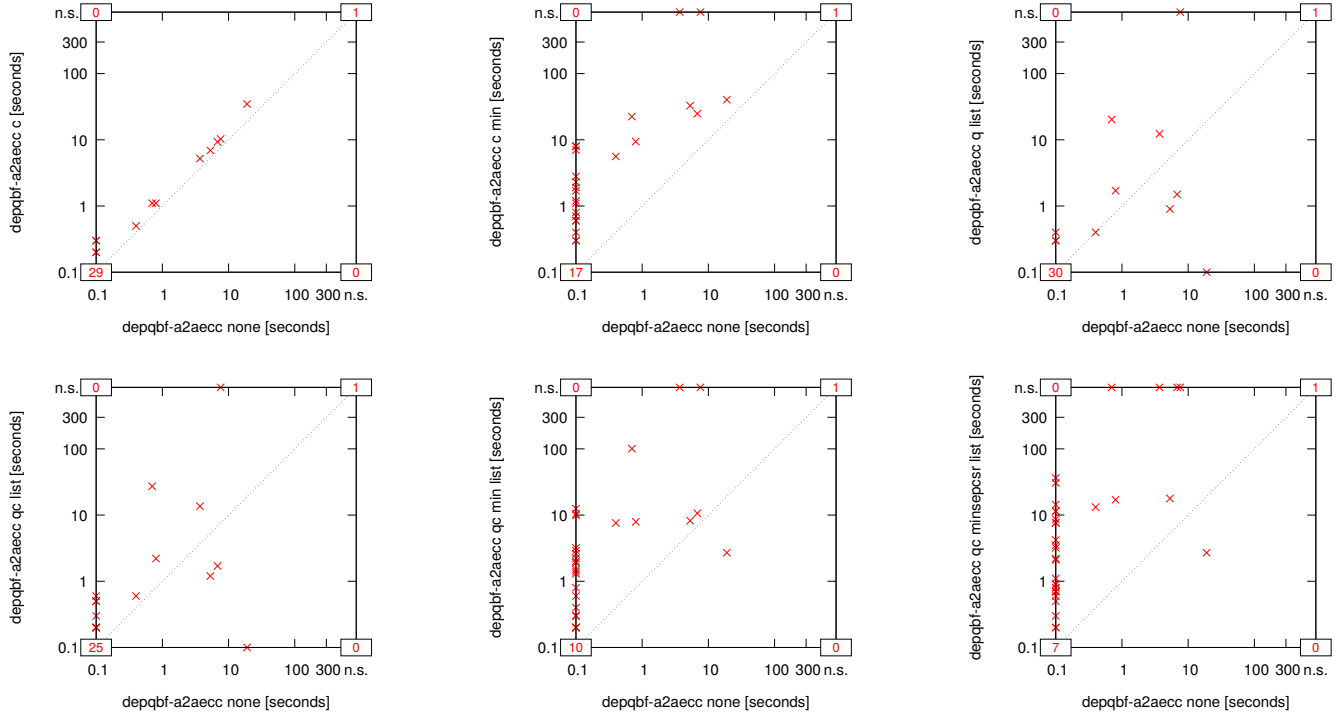 n.s. 0 1
300
100
10
1
0.1 29 0
0.1 1 10 100 300 n.s.
depqbf-a2aecc none [seconds]
depqbf-a2aecc c [seconds]
n.s. 0 1
300
100
10
1
0.1 17 0
0.1 1 10 100 300 n.s.
depqbf-a2aecc none [seconds]
depqbf-a2aecc c min [seconds]
n.s. 0 1
300
100
10
1
0.1 30 0
0.1 1 10 100 300 n.s.
depqbf-a2aecc none [seconds]
depqbf-a2aecc q list [seconds]
n.s. 0 1
300
100
10
1
0.1 25 0
0.1 1 10 100 300 n.s.
depqbf-a2aecc none [seconds]
depqbf-a2aecc qc list [seconds]
n.s. 0 1
300
100
10
1
0.1 10 0
0.1 1 10 100 300 n.s.
depqbf-a2aecc none [seconds]
depqbf-a2aecc qc min list [seconds]
n.s. 0 1
300
100
10
1
0.1 7 0
0.1 1 10 100 300 n.s.
depqbf-a2aecc none [seconds]
depqbf-a2aecc qc minsepcsr list [seconds]